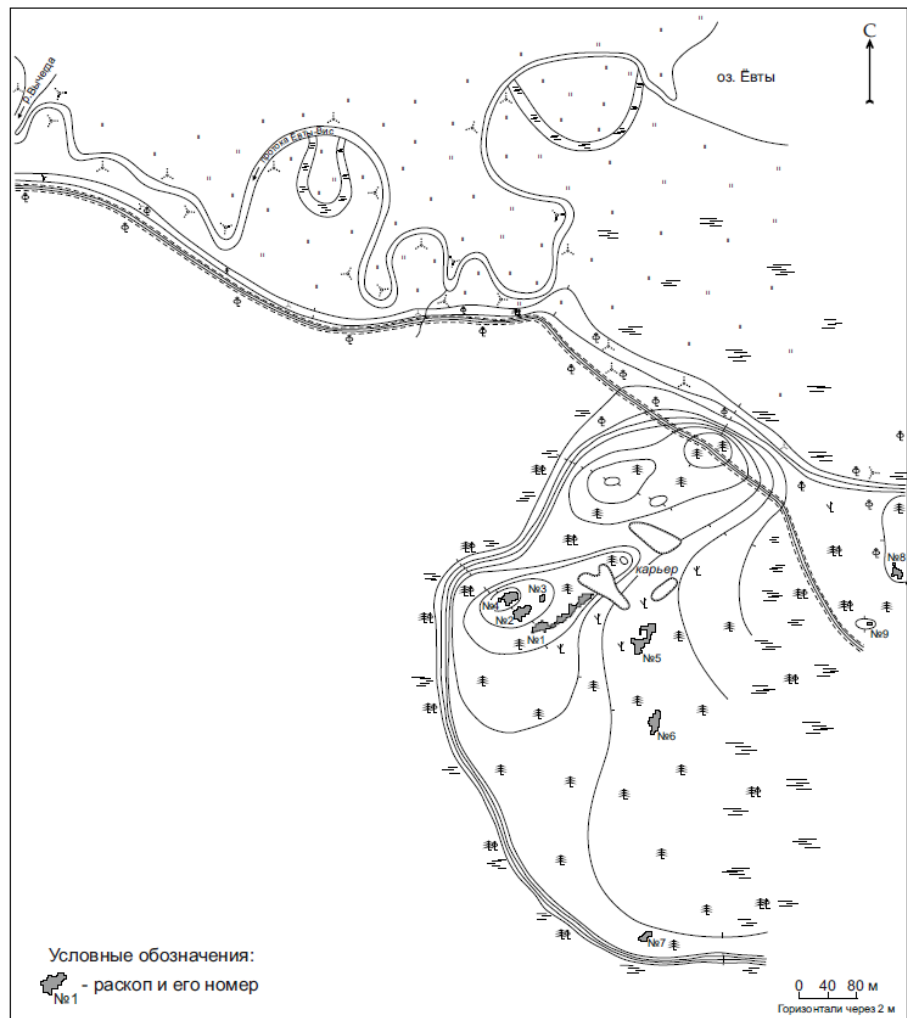 С
оз. Ёвты
р.Вычегда
протока Ёвты-Вис
карьер
№8
№3
№4
№2
№1
№9
№5
№6
№7
Условные обозначения:
№1 - раскоп и его номер
0 40 80 м
Горизонтали через 2 м